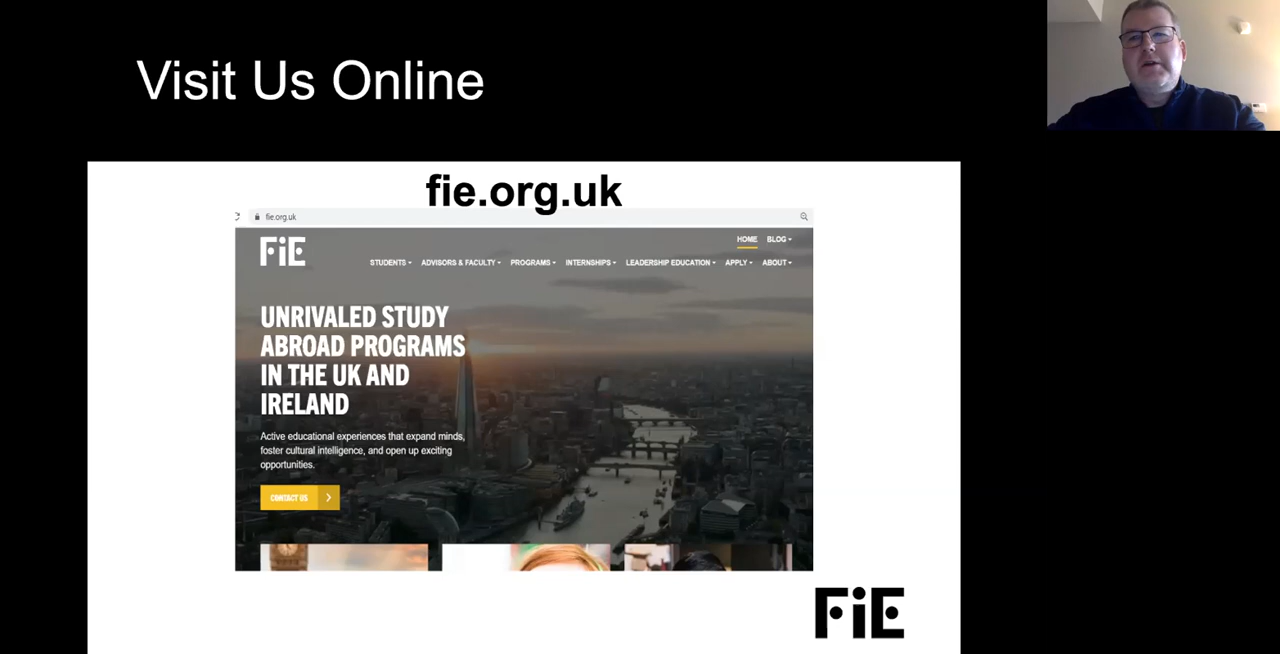 Visit Us Online
fie.org.uk
fie.org.uk
FiE
HOME BLOG
STUDENTS ADVISORS & FACULTY PROGRAMS INTERNSHIPS LEADERSHIP EDUCATION APPLY ABOUT
UNRIVALED STUDY
ABROAD PROGRAMS
IN THE UK AND
IRELAND
Active educational experiences that expand minds,
foster cultural intelligence, and open up exciting
opportunities.
CONTACT US
FiE